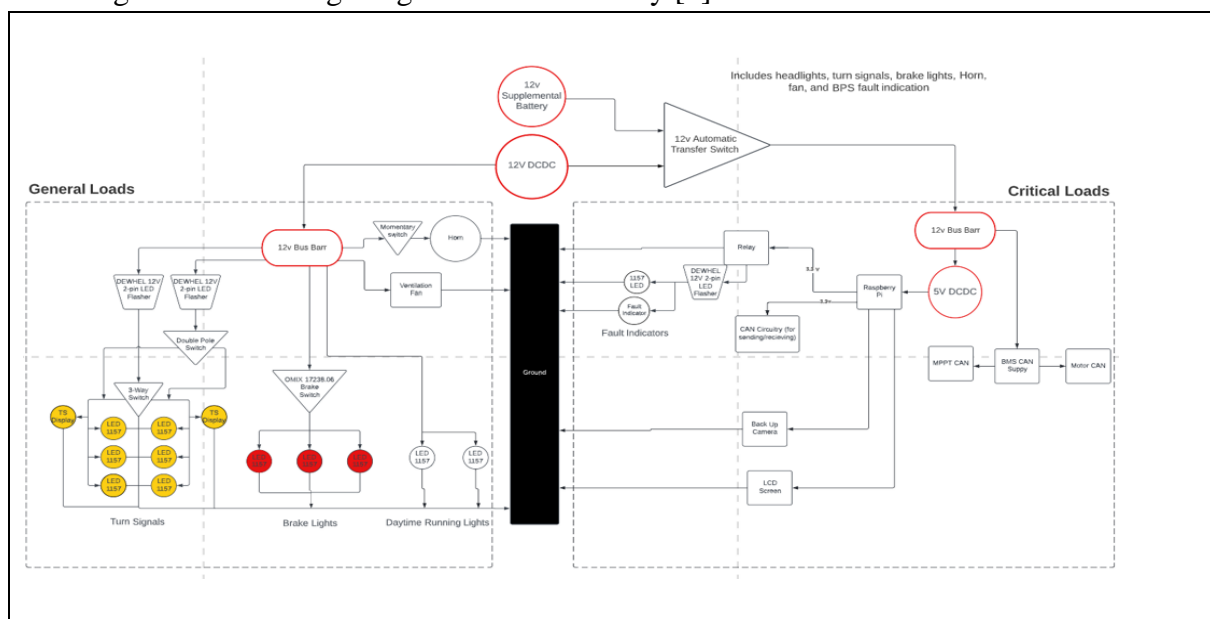 12v
Supplemental
Battery
Includes headlights, turn signals, brake lights, Horn,
fan, and BPS fault indication
12v Automatic
Transfer Switch
12V DCDC
General Loads
Critical Loads
12v Bus Barr
Momentary
switch
Horn
DEWHEL 12V
2-pin LED
Flasher
DEWHEL 12V
2-pin LED
Flasher
Ventilation
Fan
Double Pole
Switch
3-Way
Switch
OMIX 17238.06
Brake
Switch
TS
Display
TS
Display
LED
1157
LED
1157
LED
1157
LED
1157
LED
1157
LED
1157
LED
1157
LED
1157
LED
1157
LED
1157
LED
1157
Turn Signals
Brake Lights
Daytime Running Lights
Ground
Relay
1157
LED
DEWHEL
12V 2-pin
LED
Flasher
Fault
Indicator
Fault Indicators
3.3 v
3.3v
CAN Circuitry (for
sending/recieving)
Raspberry
Pi
12v Bus Barr
5V DCDC
MPPT CAN
BMS CAN
Suppy
Motor CAN
Back Up
Camera
LCD
Screen